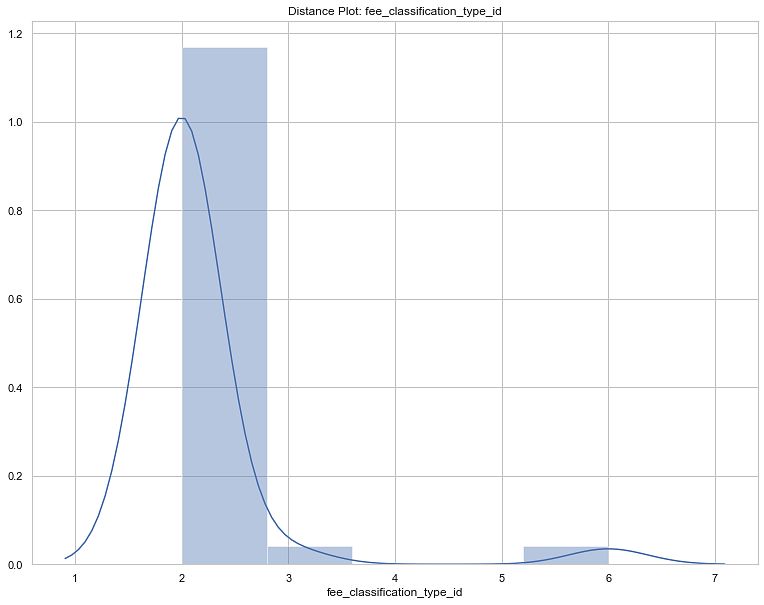 Distance Plot: fee_classification_type_id
1.2
1.0
0.8
0.6
0.4
0.2
0.0
1 2 3 4 5 6 7
fee_classification_type_id